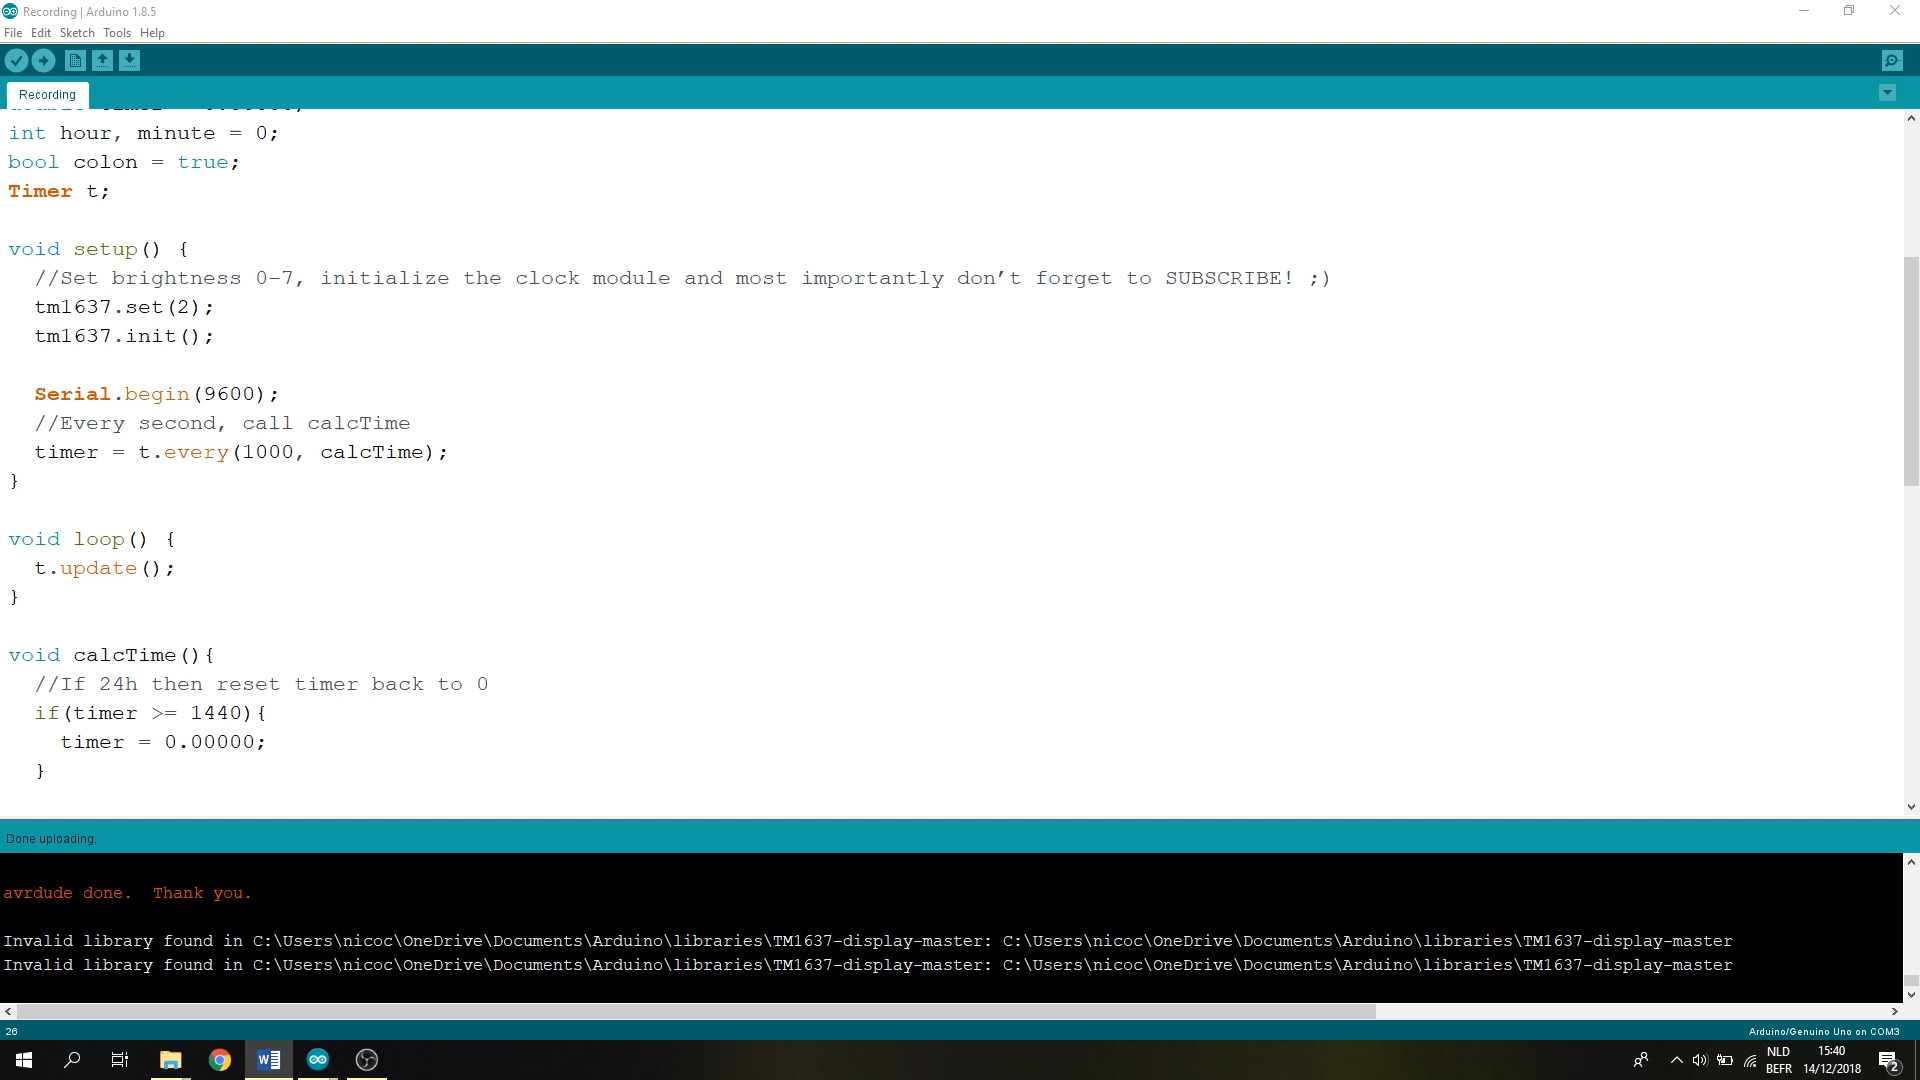 Recording | Arduino 1.8.5
File Edit Sketch Tools Help
Recording
int hour, minute = 0;
bool colon = true;
Timer t;
void setup() {
//Set brightness 0-7, initialize the clock module and most importantly don't forget to SUBSCRIBE! ;)
tm1637.set(2);
tm1637.init();
Serial.begin(9600);
//Every second, call calcTime
timer = t.every(1000, calcTime);
}
void loop() {
t.update();
}
void calcTime(){
//If 24h then reset timer back to 0
if(timer >= 1440){
timer = 0.00000;
}
Done uploading.
avrdude done.  Thank you.
Invalid library found in C:\Users\nicoc\OneDrive\Documents\Arduino\libraries\TM1637-display-master: C:\Users\nicoc\OneDrive\Documents\Arduino\libraries\TM1637-display-master
Invalid library found in C:\Users\nicoc\OneDrive\Documents\Arduino\libraries\TM1637-display-master: C:\Users\nicoc\OneDrive\Documents\Arduino\libraries\TM1637-display-master
26
Arduino/Genuino Uno on COM3
NLD
BEFR
15:40
14/12/2018
2